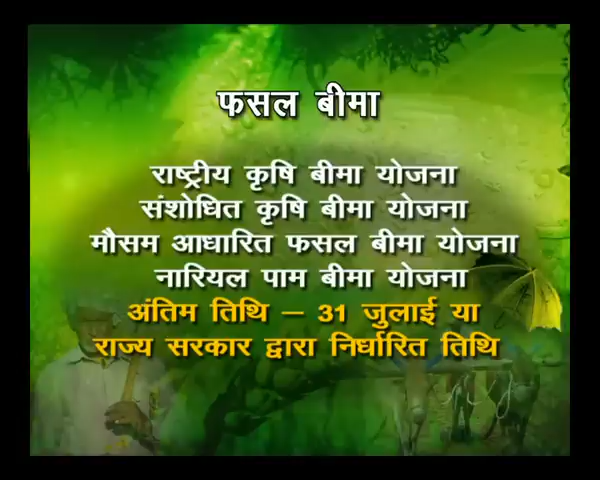 फसल बीमा
राष्ट्रीय कृषि बीमा योजना
संशोधित कृषि बीमा योजना
मौसम आधारित फसल बीमा योजना
नारियल पाम बीमा योजना
अंतिम तिथि – 31 जुलाई या
राज्य सरकार द्वारा निर्धारित तिथि